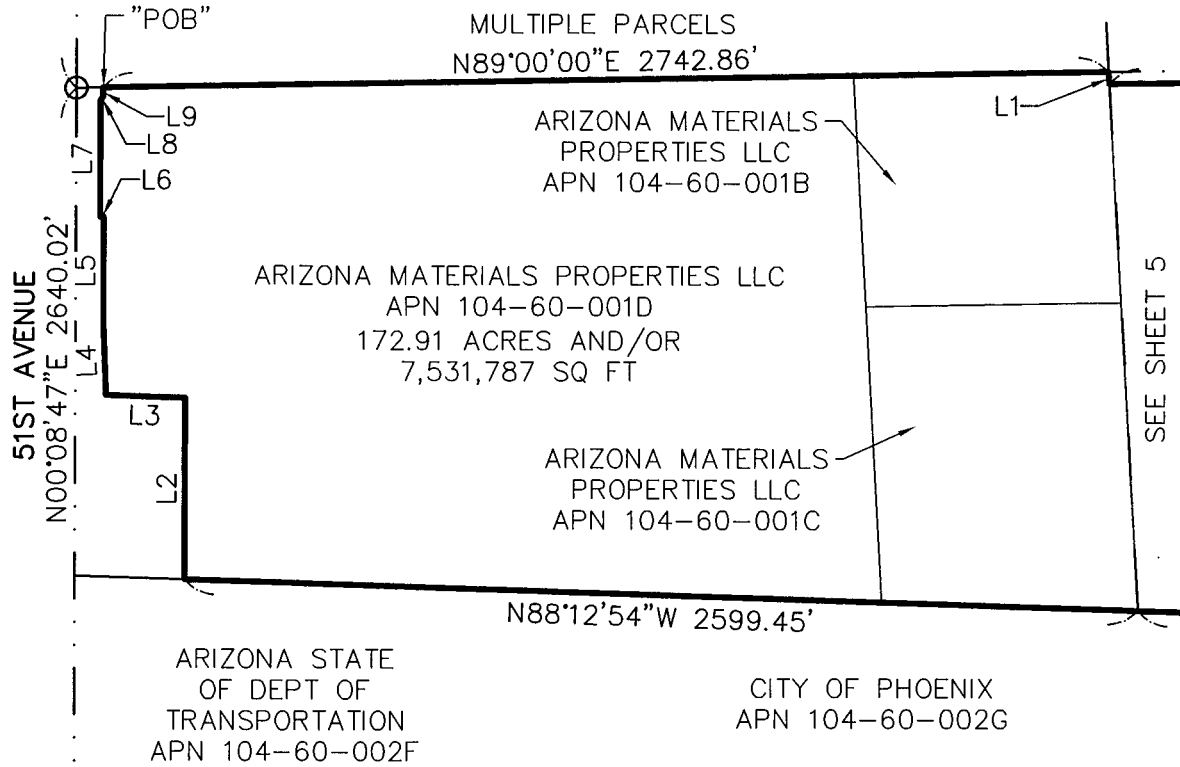 "POB"
MULTIPLE PARCELS
N89°00'00"E 2742.86'
L9
L8
L7
L6
L1
ARIZONA MATERIALS
PROPERTIES LLC
APN 104-60-001B
51ST AVENUE
N00°08'47"E 2640.02'
L5
L4
ARIZONA MATERIALS PROPERTIES LLC
APN 104-60-001D
172.91 ACRES AND/OR
7,531,787 SQ FT
SEE SHEET 5
L3
L2
ARIZONA MATERIALS
PROPERTIES LLC
APN 104-60-001C
N88°12'54"W 2599.45'
ARIZONA STATE
OF DEPT OF
TRANSPORTATION
APN 104-60-002F
CITY OF PHOENIX
APN 104-60-002G